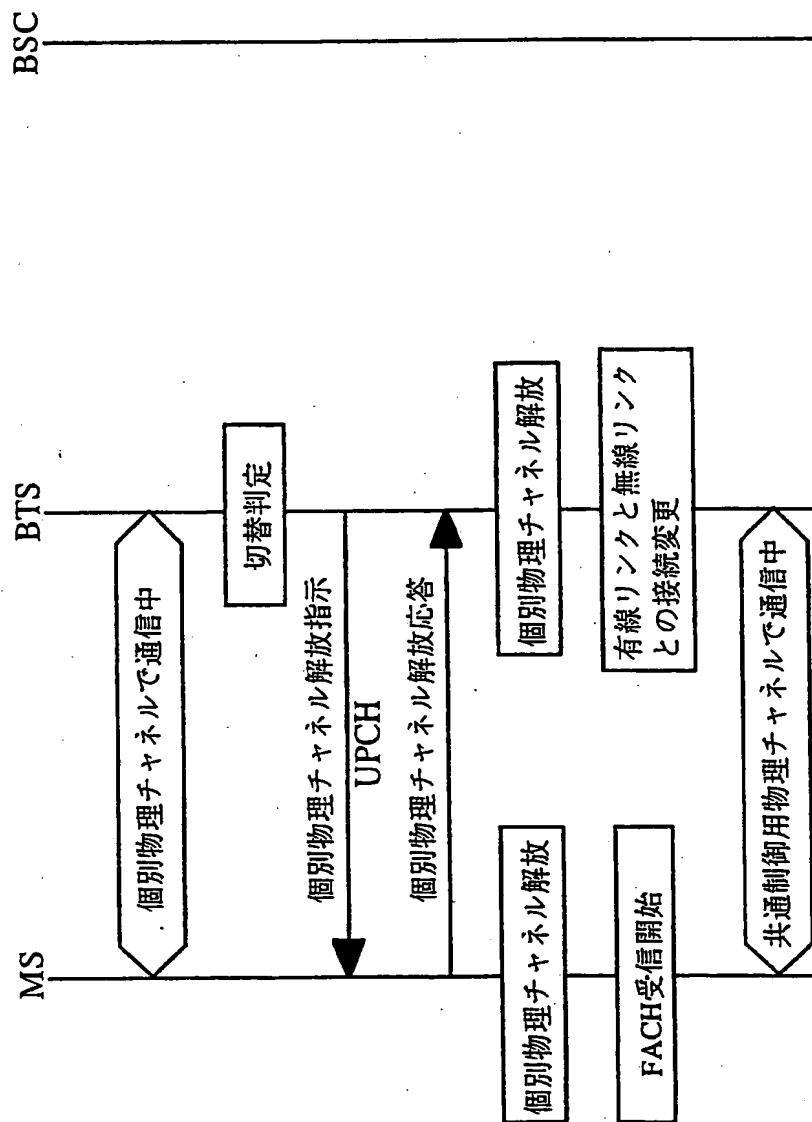 MS
BTS
BSC
個別物理チャネルで通信中
切替判定
個別物理チャネル解放指示
UPCH
個別物理チャネル解放応答
個別物理チャネル解放
個別物理チャネル解放
FACH受信開始
有線リンクと無線リンク
との接続変更
共通制御用物理チャネルで通信中